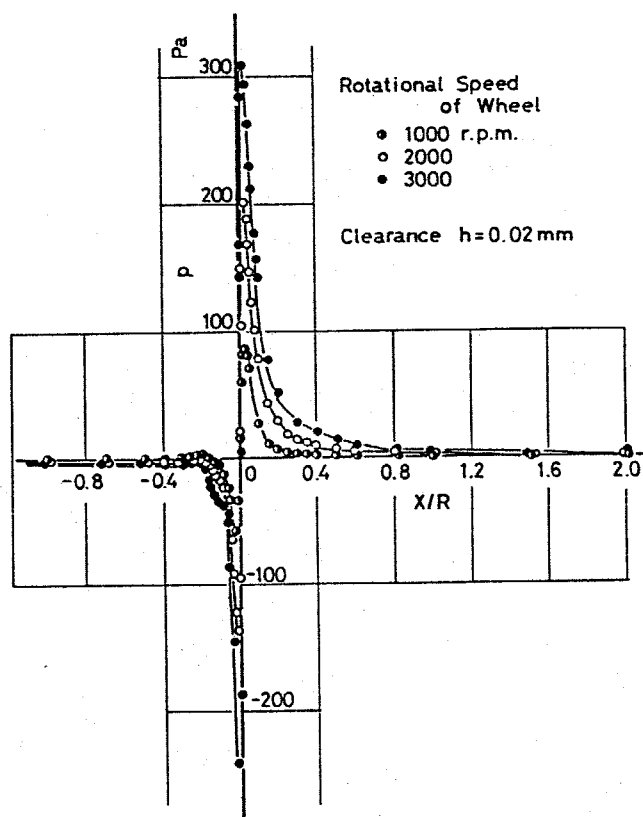 Pa
300
200
100
P
Rotational Speed
of Wheel
◑ 1000 r.p.m.
○ 2000
● 3000
Clearance h=0.02mm
-0.8
-0.4
0
0.4
0.8
1.2
1.6
2.0
X/R
-100
-200